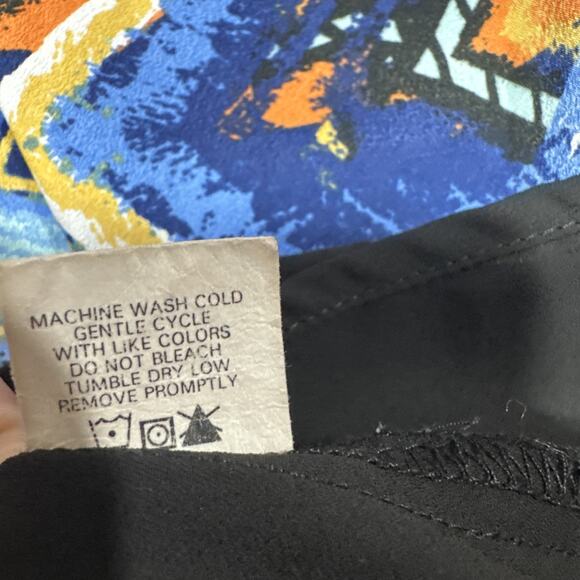 MACHINE WASH COLD
GENTLE CYCLE
WITH LIKE COLORS
DO NOT BLEACH
TUMBLE DRY LOW
REMOVE PROMPTLY